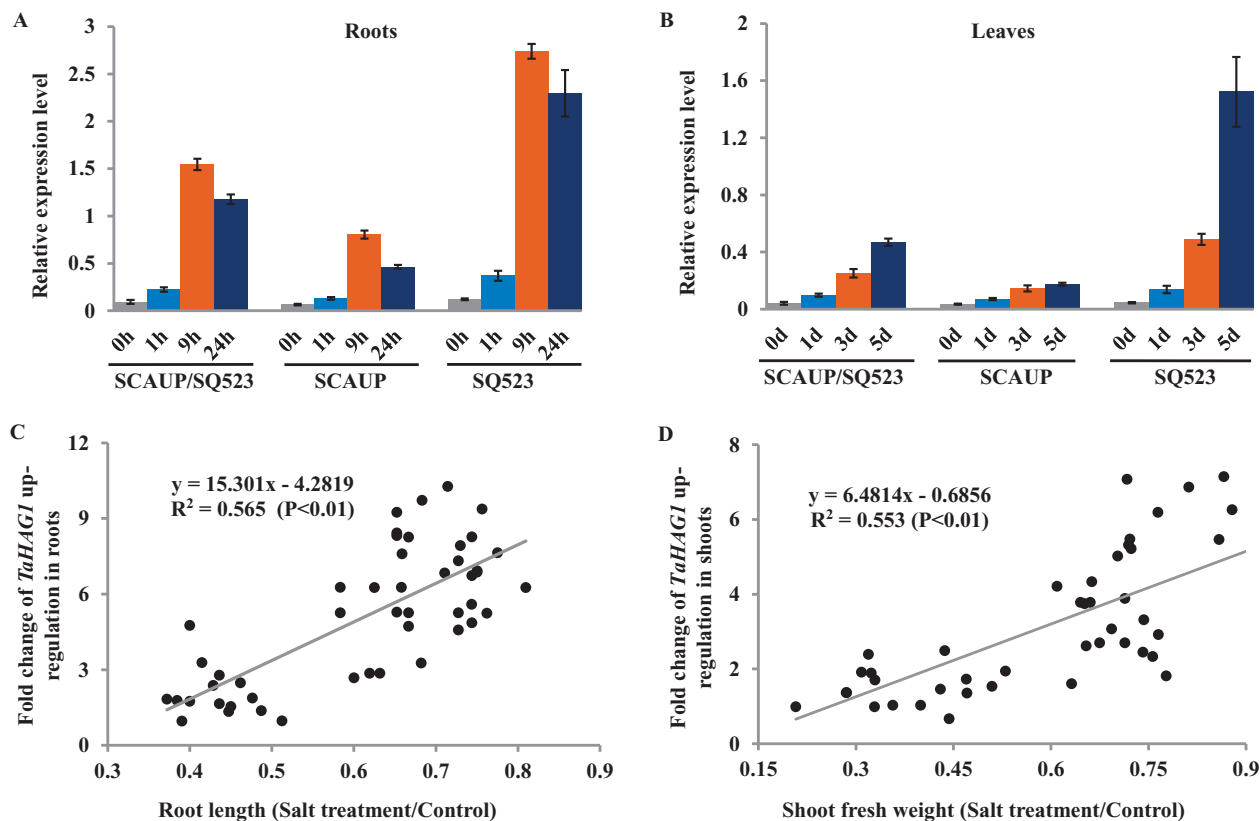 A
Roots
Relative expression level
3
2.5
2
1.5
1
0.5
0
0h 1h 9h 24h 0h 1h 9h 24h 0h 1h 9h 24h
SCAUP/SQ523 SCAUP SQ523
B
Leaves
Relative expression level
2
1.6
1.2
0.8
0.4
0
0d 1d 3d 5d 0d 1d 3d 5d 0d 1d 3d 5d
SCAUP/SQ523 SCAUP SQ523
C
Fold change of TaHAG1 up-
regulation in roots
12
9
6
3
0
y = 15.301x - 4.2819
R² = 0.565 (P<0.01)
0.3 0.4 0.5 0.6 0.7 0.8 0.9
Root length (Salt treatment/Control)
D
Fold change of TaHAG1 up-
regulation in shoots
8
6
4
2
0
y = 6.4814x - 0.6856
R² = 0.553 (P<0.01)
0.15 0.3 0.45 0.6 0.75 0.9
Shoot fresh weight (Salt treatment/Control)